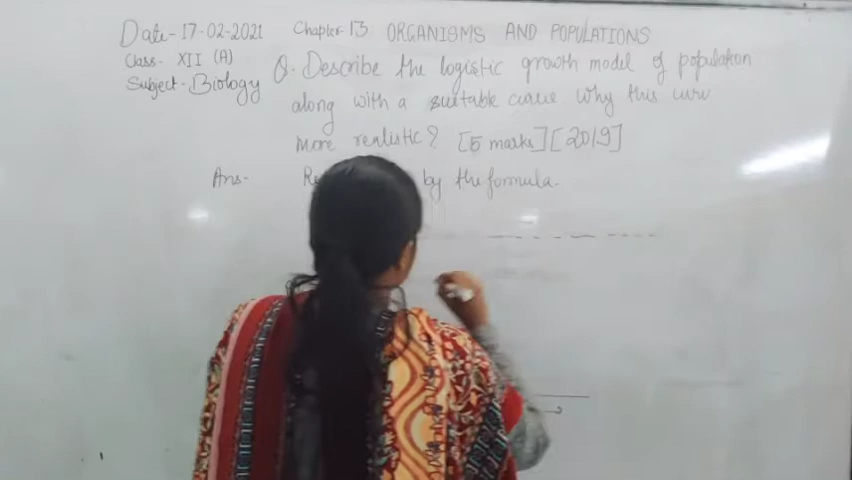 Date-17-02-2021 Chapter-13 ORGANISMS AND POPULATIONS
Class- XII (A)
Subject- Biology
Q. Describe the logistic growth model of population
along with a suitable curve Why this curv
more realistic? [5 marks] [2019]
Ans- by the formula.